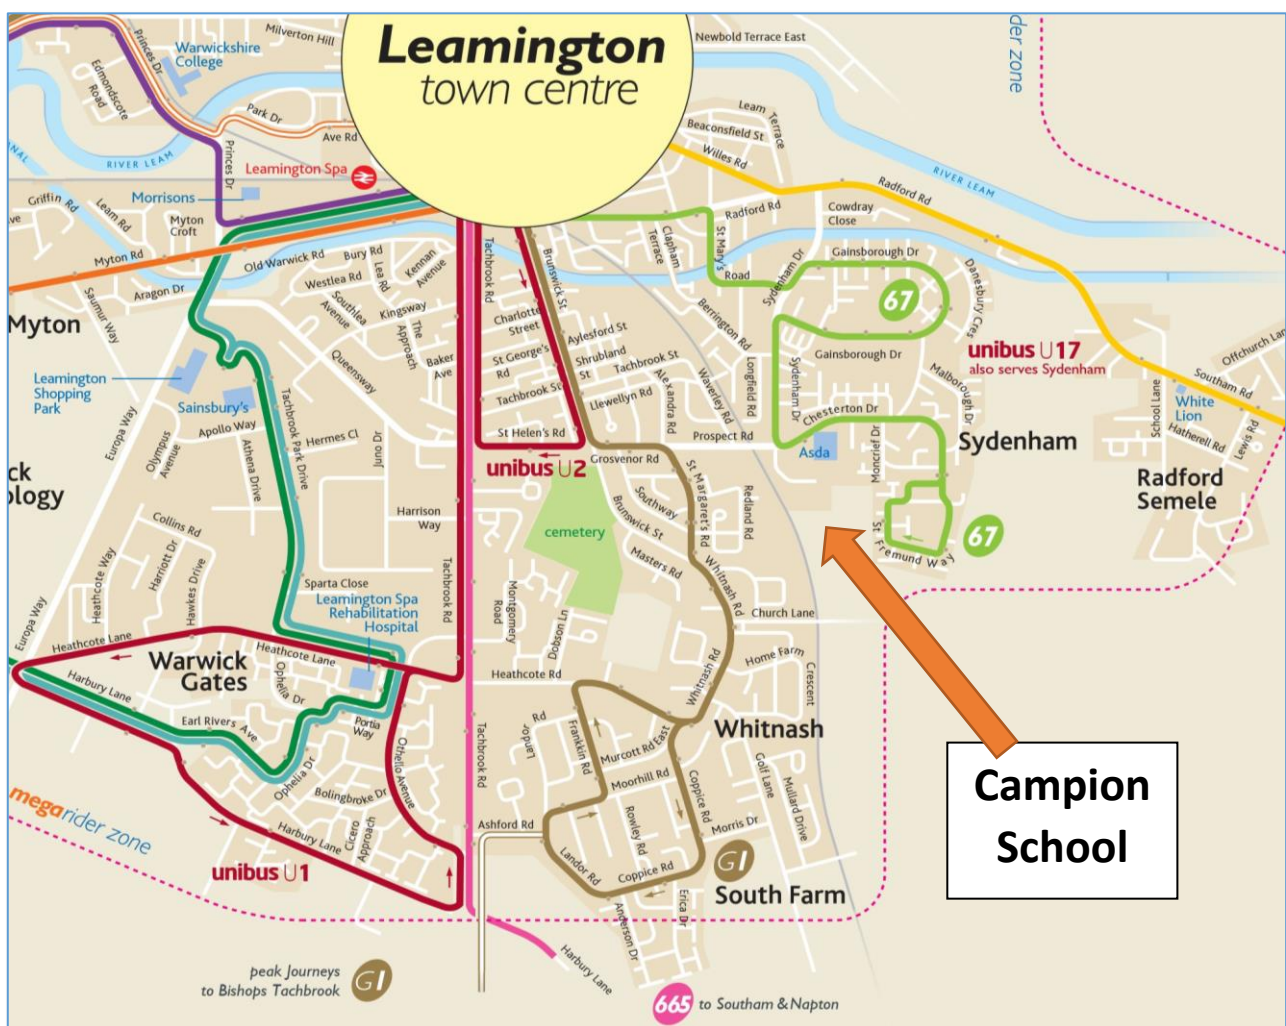 Leamington
town centre
Milverton Hill
Newbold Terrace East
rider zone
Princes Dr
Warwickshire
College
Edmondscote
Road
Park Dr
Ave Rd
Leam Terrace
Beaconsfield St
Willes Rd
RIVER LEAM
Princes Dr
Leamington Spa
RIVER LEAM
Radford Rd
CANAL
Morrisons
Griffin Rd
Leam Rd
Myton
Croft
Radford Rd
Cowdray
Close
Clapham
Terrace
St Mary's
Road
Sydenham Dr
Gainsborough Dr
Danesbury Cres
Myton Rd
Old Warwick Rd
Bury Rd
Lea Rd
Kennan
Avenue
Tachbrook Rd
Brunswick St
Westlea Rd
Aragon Dr
Saumur Way
Southlea
Avenue
Kingsway
The
Approach
67
Berrington Rd
Charlotte
Street
Aylesford St
Myton
Queensway
Baker
Ave
St George's
Rd
Shrubland
St
Tachbrook St
Gainsborough Dr
unibus U17
also serves Sydenham
Offchurch Lan
Southam Rd
Leamington
Shopping
Park
Sainsbury's
Tachbrook St
Llewellyn Rd
Alexandra Rd
Waverley Rd
Longfield Rd
Sydenham Dr
Malborough Dr
Chesterton Dr
School Lane
White
Lion
Hatherell Rd
Lewis Rd
Europa Way
Olympus
Avenue
Apollo Way
Athena Drive
Tachbrook Park Drive
Hermes Cl
Juno Dr
St Helen's Rd
unibus U2
Grosvenor Rd
Prospect Rd
Asda
Moncrief Dr
Sydenham
Radford
Semele
ck
ology
Collins Rd
Harrison
Way
cemetery
Southway
Brunswick St
St Margaret's Rd
Redland Rd
Masters Rd
St Fremund Way
67
Heathcote Way
Harriott Dr
Hawkes Drive
Sparta Close
Leamington Spa
Rehabilitation
Hospital
Tachbrook Rd
Montgomery
Road
Dobson Ln
Whitnash Rd
Church Lane
Europa Way
Heathcote Lane
Heathcote Lane
Warwick
Gates
Ophelia Dr
Heathcote Rd
Whitnash Rd
Home Farm
Crescent
Harbury Lane
Earl Rivers Ave
Portia
Way
Othello Avenue
Tachbrook Rd
Landor Rd
Franklin Rd
Murcott Rd East
Whitnash
Campion
School
Ophelia Dr
Bolingbroke Dr
Moorhill Rd
Coppice Rd
Golf Lane
Mullard Drive
megarider zone
Harbury Lane
Cicero
Approach
Ashford Rd
Rowley Rd
Morris Dr
unibus U1
Landor Rd
Coppice Rd
G1
South Farm
Anderson Dr
Erica Dr
peak Journeys
to Bishops Tachbrook
G1
Harbury Lane
665
to Southam & Napton